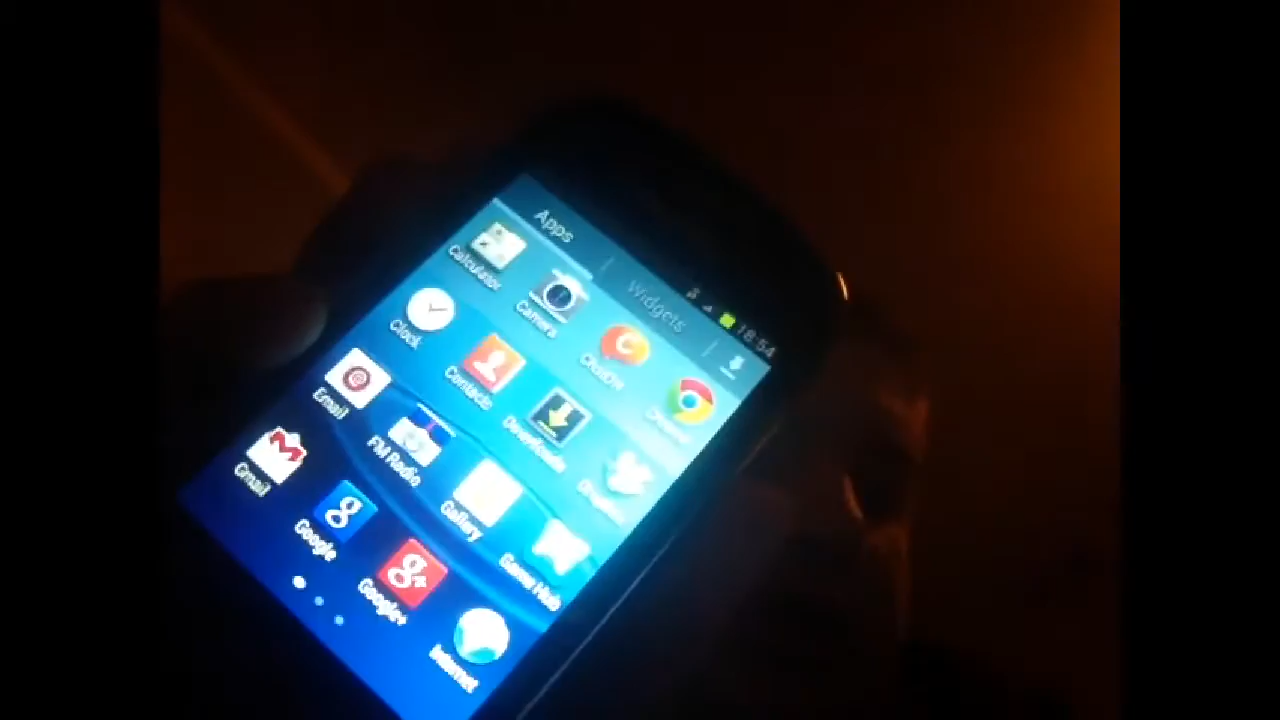 18:54
Apps
Widgets
Calculator
Camera
ChatON
Chrome
Clock
Contacts
Downloads
Dropbox
Email
FM Radio
Gallery
Game Hub
Gmail
Google
Google+
Internet